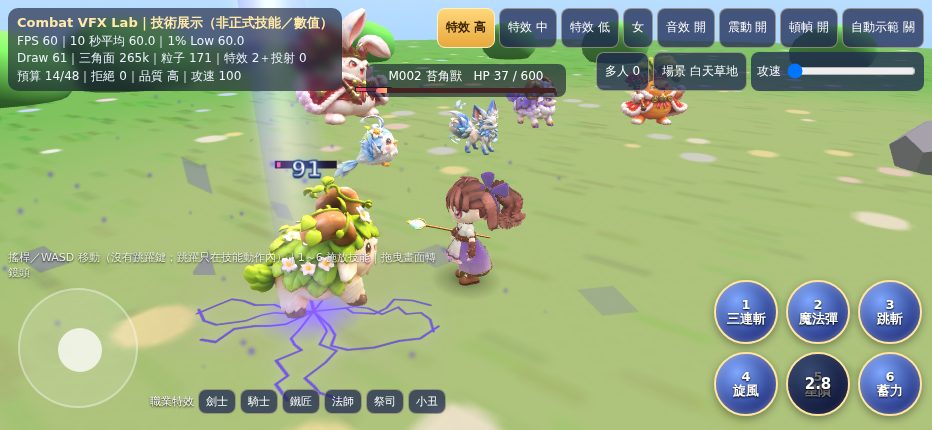 Combat VFX Lab｜技術展示（非正式技能／數值）
FPS 60｜10 秒平均 60.0｜1% Low 60.0
Draw 61｜三角面 265k｜粒子 171｜特效 2＋投射 0
預算 14/48｜拒絕 0｜品質 高｜攻速 100
特效 高
特效 中
特效 低
女
音效 開
震動 開
頓幀 開
自動示範 關
多人 0
場景 白天草地
攻速
M002 苔角獸 HP 37 / 600
91
搖桿／WASD 移動（沒有跳躍鍵；跳躍只在技能動作內）｜1～6 施放技能｜拖曳畫面轉
鏡頭
1
三連斬
2
魔法彈
3
跳斬
4
旋風
2.8
6
蓄力
職業特效
劍士
騎士
鐵匠
法師
祭司
小丑